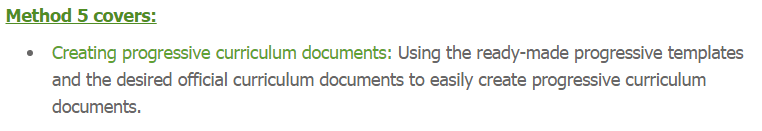 Method 5 covers:
• Creating progressive curriculum documents: Using the ready-made progressive templates
and the desired official curriculum documents to easily create progressive curriculum
documents.